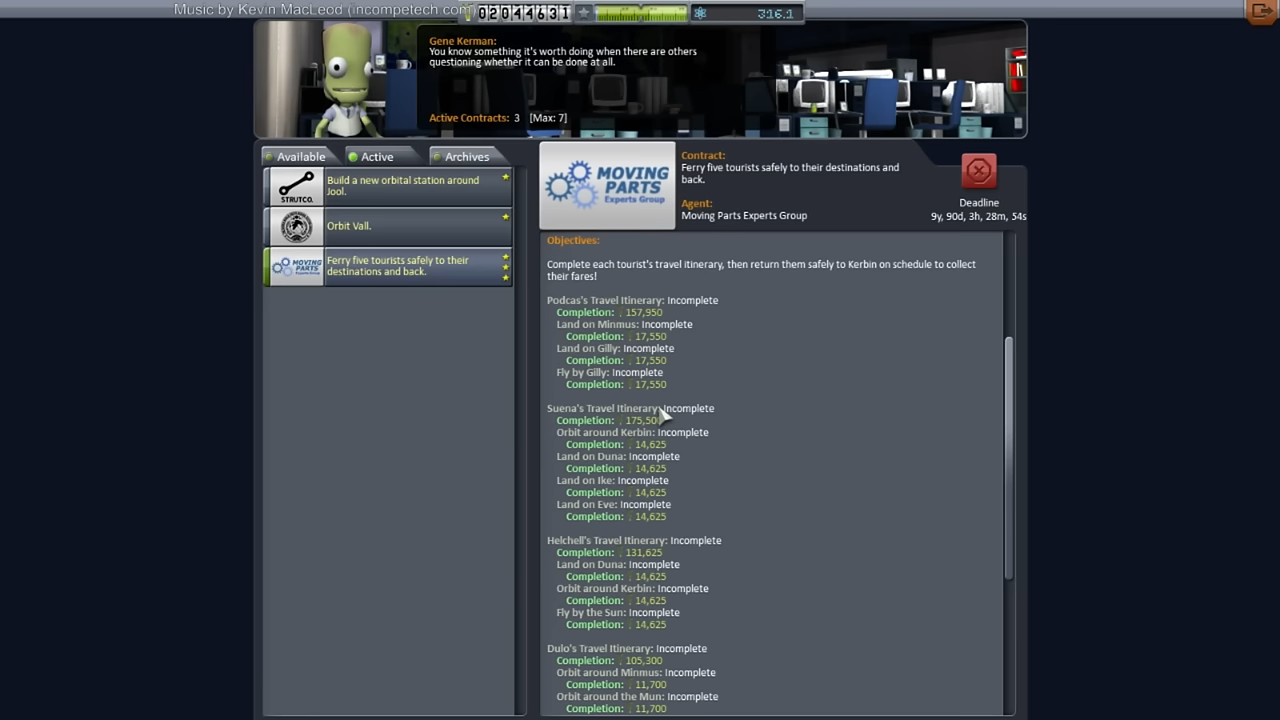 Music by Kevin MacLeod (incompetech.com)
02044631
316.1
Gene Kerman:
You know something it's worth doing when there are others
questioning whether it can be done at all.
Active Contracts: 3 [Max: 7]
Available
Active
Archives
STRUTCO.
Build a new orbital station around
Jool.
Orbit Vall.
MOVING
PARTS
Experts Group
Ferry five tourists safely to their
destinations and back.
MOVING
PARTS
Experts Group
Contract:
Ferry five tourists safely to their destinations and
back.
Agent:
Moving Parts Experts Group
Deadline
9y, 90d, 3h, 28m, 54s
Objectives:
Complete each tourist's travel itinerary, then return them safely to Kerbin on schedule to collect
their fares!
Podcas's Travel Itinerary: Incomplete
Completion: 157,950
Land on Minmus: Incomplete
Completion: 17,550
Land on Gilly: Incomplete
Completion: 17,550
Fly by Gilly: Incomplete
Completion: 17,550
Suena's Travel Itinerary: Incomplete
Completion: 175,500
Orbit around Kerbin: Incomplete
Completion: 14,625
Land on Duna: Incomplete
Completion: 14,625
Land on Ike: Incomplete
Completion: 14,625
Land on Eve: Incomplete
Completion: 14,625
Helchell's Travel Itinerary: Incomplete
Completion: 131,625
Land on Duna: Incomplete
Completion: 14,625
Orbit around Kerbin: Incomplete
Completion: 14,625
Fly by the Sun: Incomplete
Completion: 14,625
Dulo's Travel Itinerary: Incomplete
Completion: 105,300
Orbit around Minmus: Incomplete
Completion: 11,700
Orbit around the Mun: Incomplete
Completion: 11,700